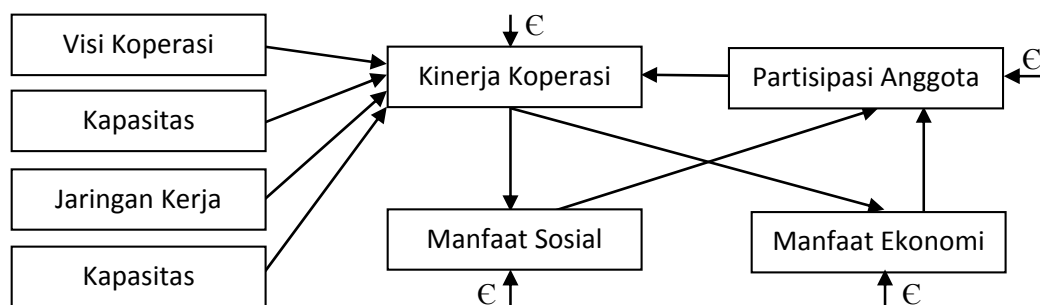 Є
Visi Koperasi
Kinerja Koperasi
Partisipasi Anggota
Є
Kapasitas
Jaringan Kerja
Manfaat Sosial
Manfaat Ekonomi
Kapasitas
Є
Є